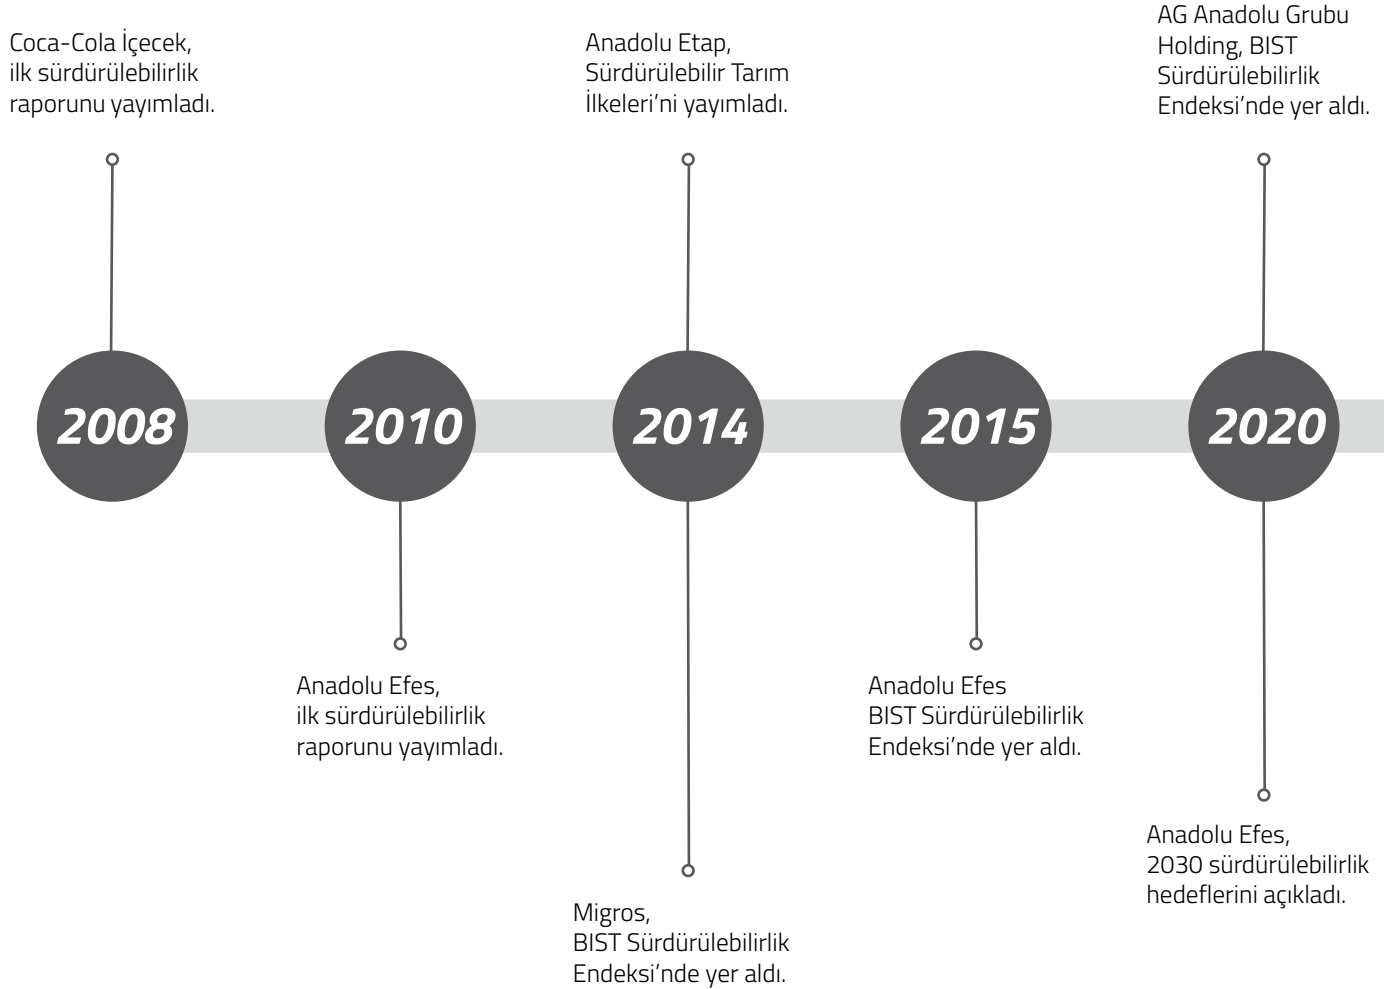 Coca-Cola İçecek,
ilk sürdürülebilirlik
raporunu yayımladı.
Anadolu Etap,
Sürdürülebilir Tarım
İlkeleri’ni yayımladı.
AG Anadolu Grubu
Holding, BIST
Sürdürülebilirlik
Endeksi’nde yer aldı.
2008
2010
2014
2015
2020
Anadolu Efes,
ilk sürdürülebilirlik
raporunu yayımladı.
Migros,
BIST Sürdürülebilirlik
Endeksi’nde yer aldı.
Anadolu Efes
BIST Sürdürülebilirlik
Endeksi’nde yer aldı.
Anadolu Efes,
2030 sürdürülebilirlik
hedeflerini açıkladı.